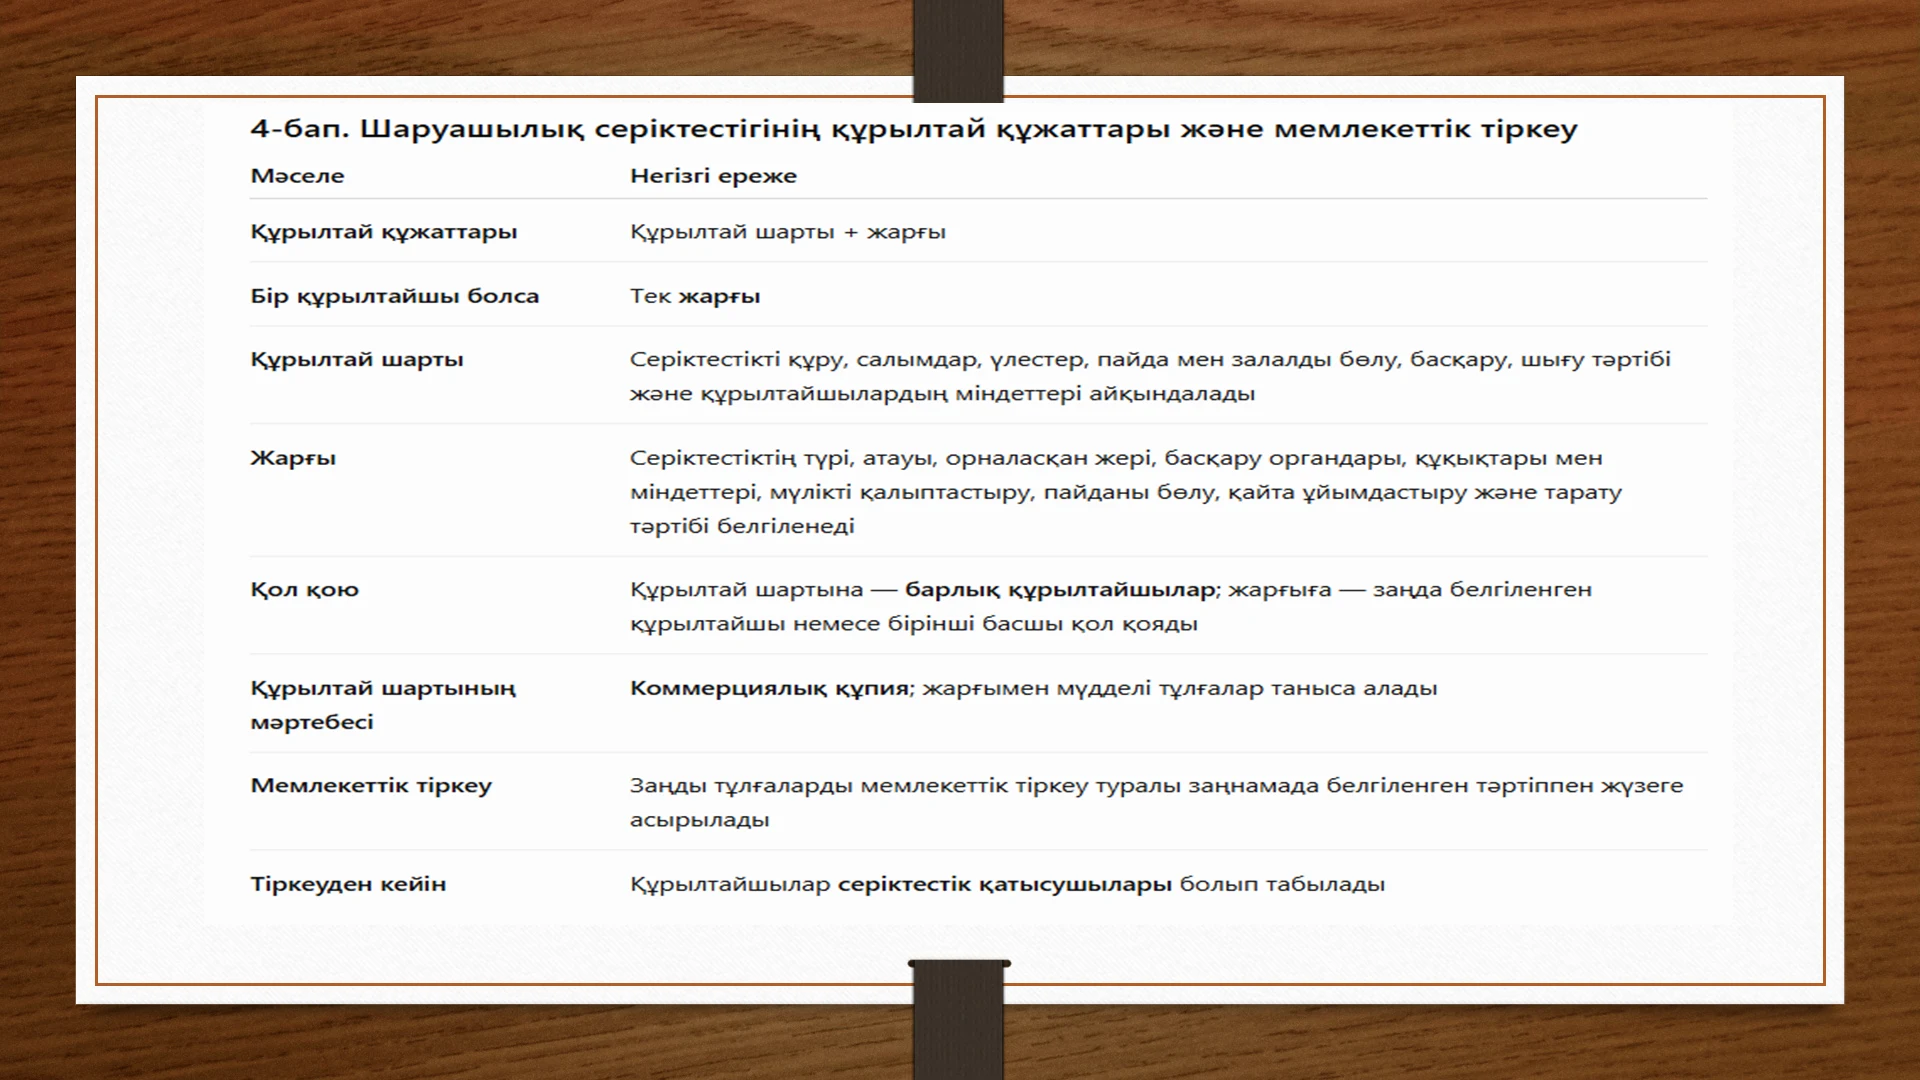 4-бап. Шаруашылық серіктестігінің құрылтай құжаттары және мемлекеттік тіркеу
Мәселе Негізгі ереже
Құрылтай құжаттары Құрылтай шарты + жарғы
Бір құрылтайшы болса Тек жарғы
Құрылтай шарты Серіктестікті құру, салымдар, үлестер, пайда мен залалды бөлу, басқару, шығу тәртібі
және құрылтайшылардың міндеттері айқындалады
Жарғы Серіктестіктің түрі, атауы, орналасқан жері, басқару органдары, құқықтары мен
міндеттері, мүлікті қалыптастыру, пайданы бөлу, қайта ұйымдастыру және тарату
тәртібі белгіленеді
Қол қою Құрылтай шартына — барлық құрылтайшылар; жарғыға — заңда белгіленген
құрылтайшы немесе бірінші басшы қол қояды
Құрылтай шартының Коммерциялық құпия; жарғымен мүдделі тұлғалар таныса алады
мәртебесі
Мемлекеттік тіркеу Заңды тұлғаларды мемлекеттік тіркеу туралы заңнамада белгіленген тәртіппен жүзеге
асырылады
Тіркеуден кейін Құрылтайшылар серіктестік қатысушылары болып табылады